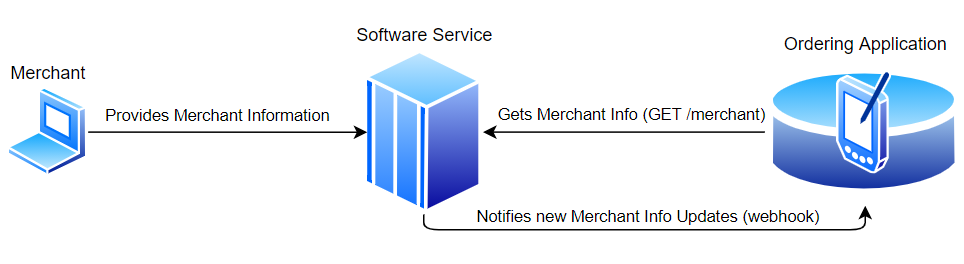 Software Service
Ordering Application
Merchant
Provides Merchant Information
Gets Merchant Info (GET /merchant)
Notifies new Merchant Info Updates (webhook)